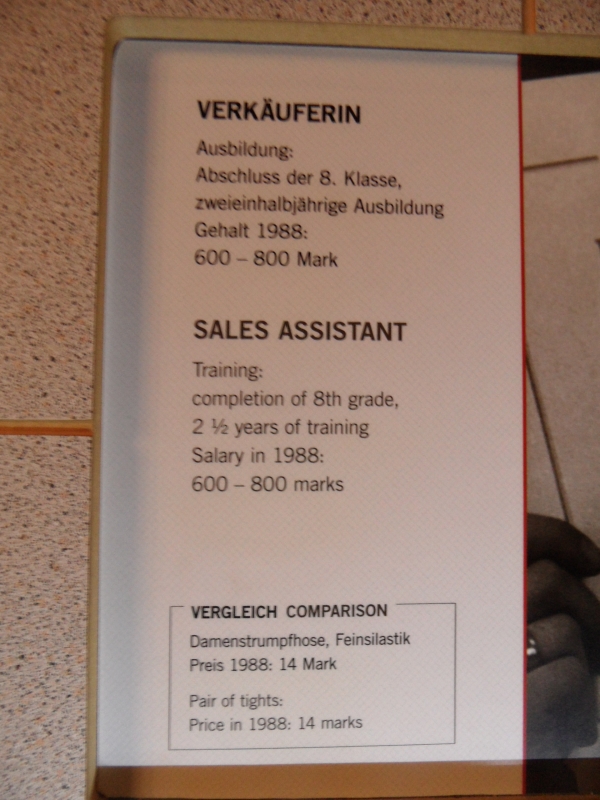 VERKÄUFERIN
Ausbildung:
Abschluss der 8. Klasse,
zweieinhalbjährige Ausbildung
Gehalt 1988:
600 – 800 Mark
SALES ASSISTANT
Training:
completion of 8th grade,
2 ½ years of training
Salary in 1988:
600 – 800 marks
VERGLEICH COMPARISON
Damenstrumpfhose, Feinsilastik
Preis 1988: 14 Mark
Pair of tights:
Price in 1988: 14 marks